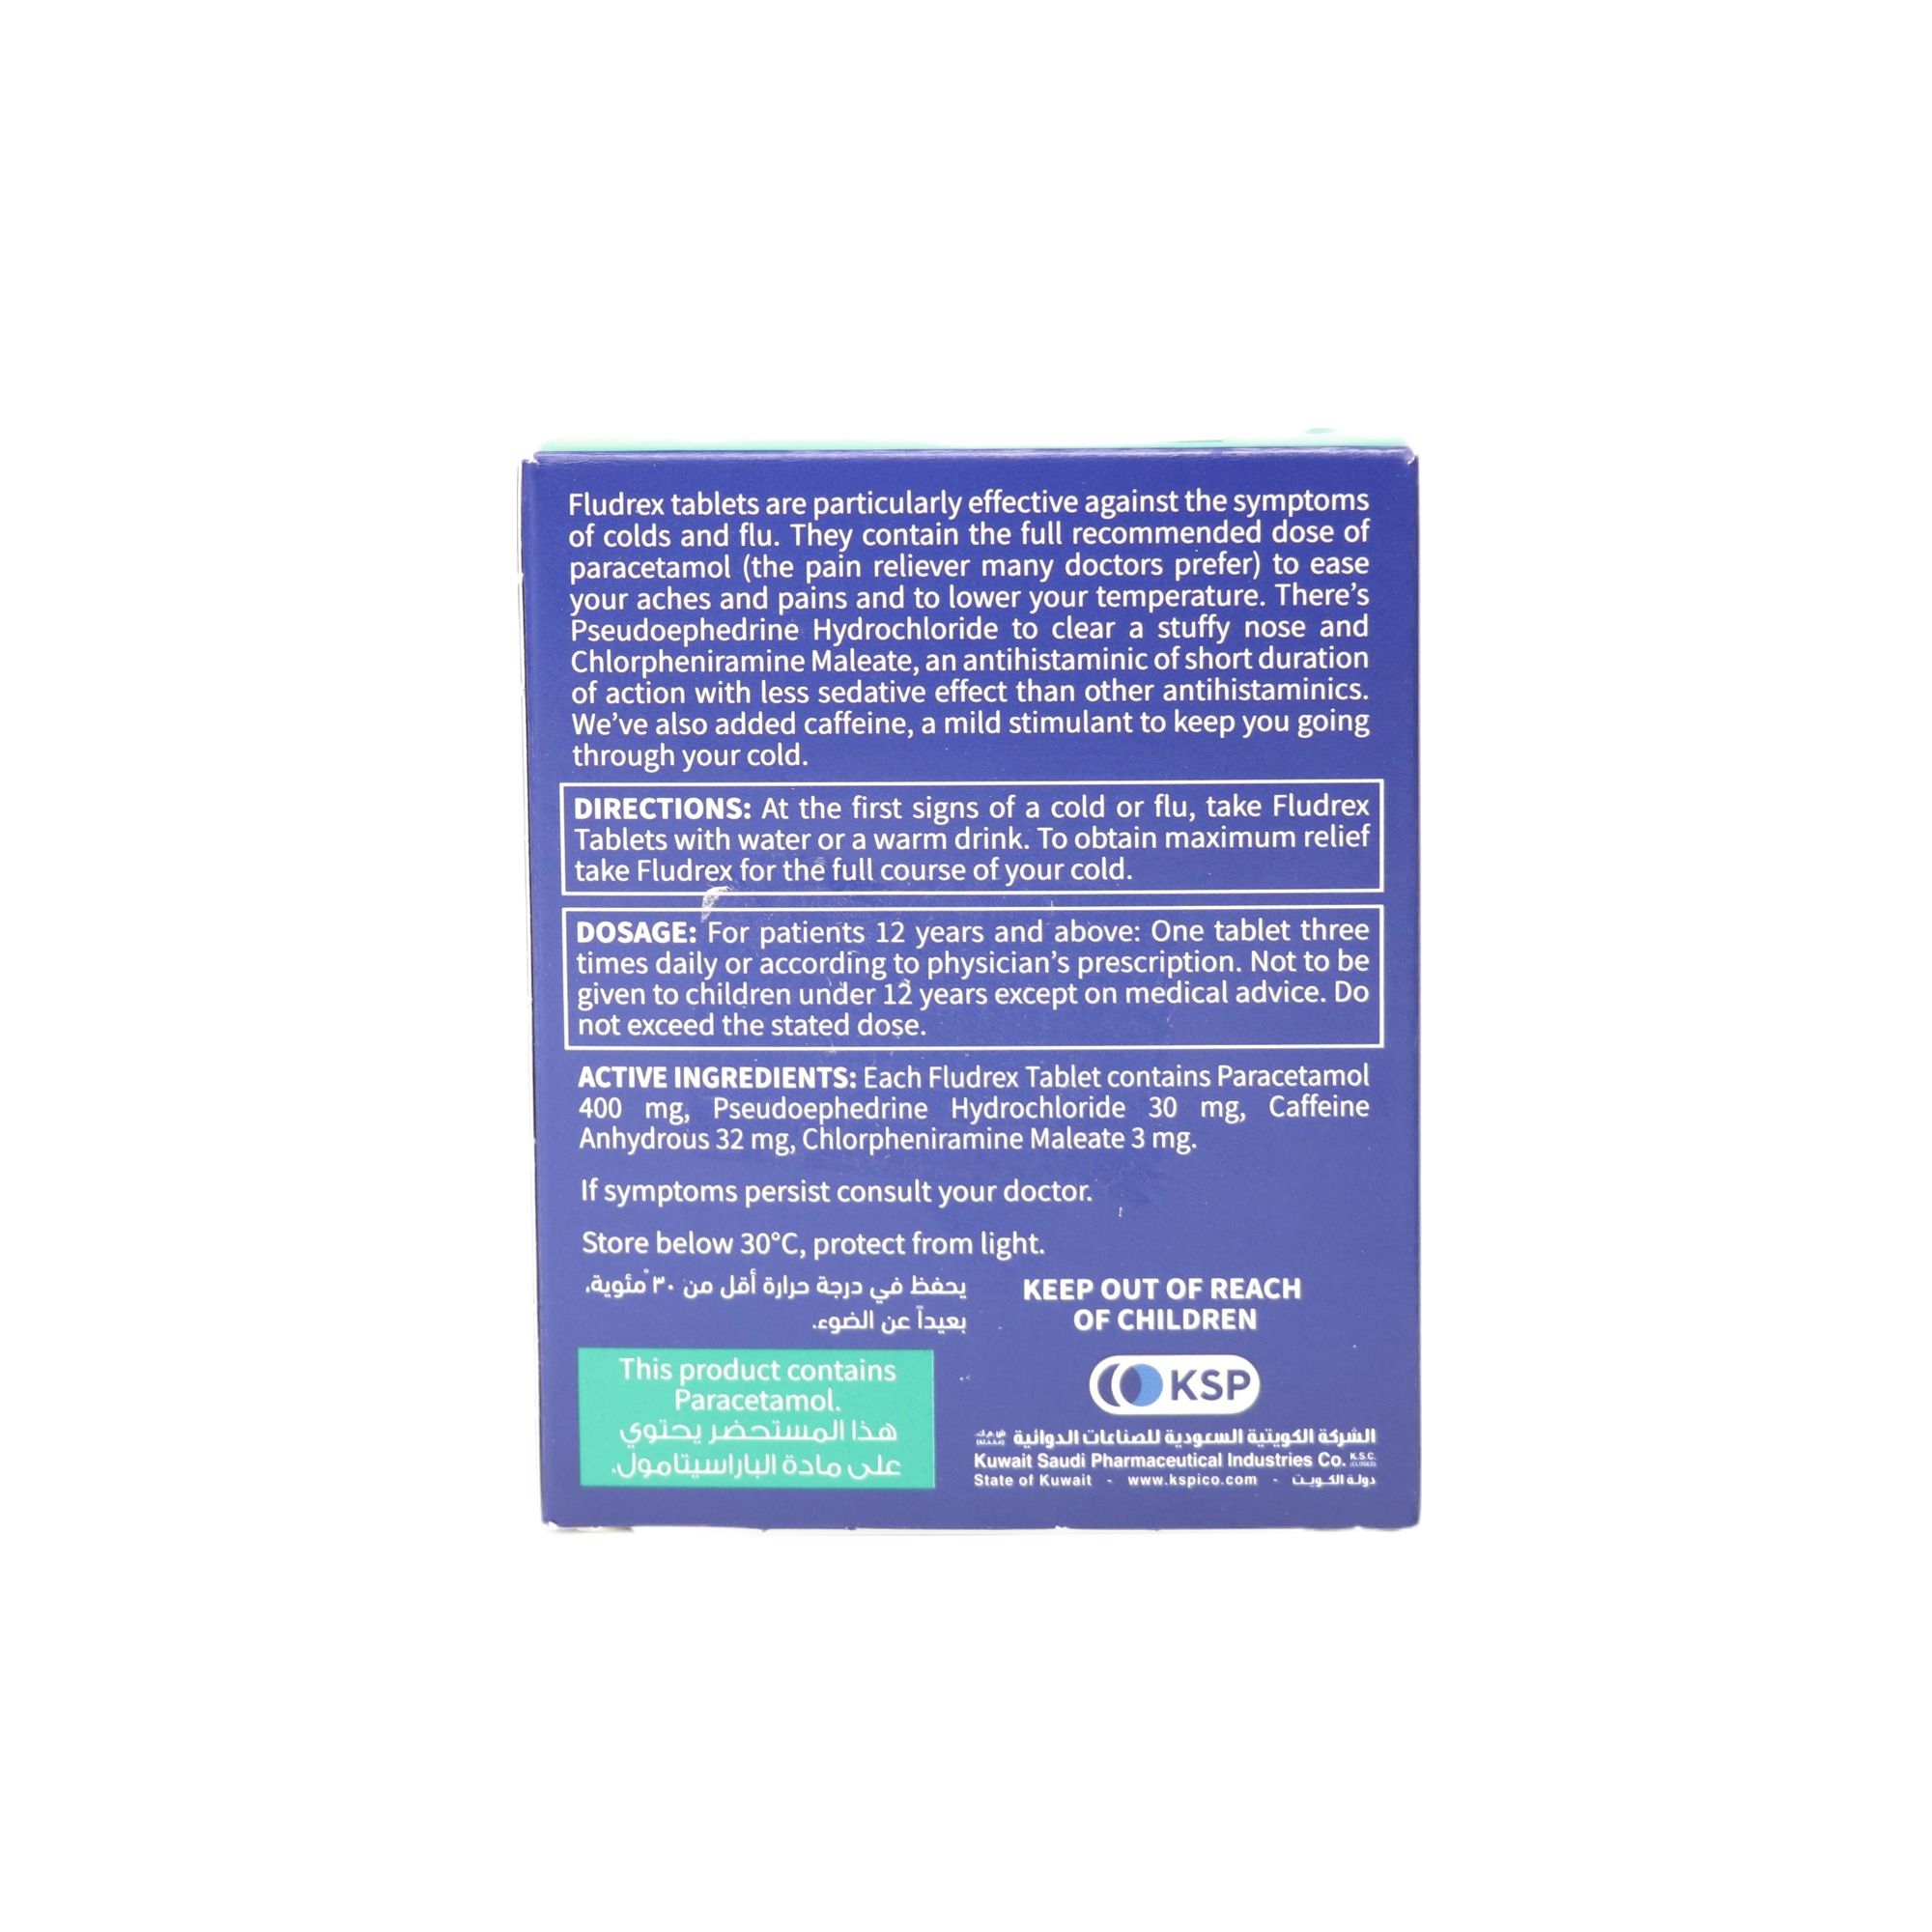 Fludrex tablets are particularly effective against the symptoms
of colds and flu. They contain the full recommended dose of
paracetamol (the pain reliever many doctors prefer) to ease
your aches and pains and to lower your temperature. There’s
Pseudoephedrine Hydrochloride to clear a stuffy nose and
Chlorpheniramine Maleate, an antihistaminic of short duration
of action with less sedative effect than other antihistaminics.
We’ve also added caffeine, a mild stimulant to keep you going
through your cold.
DIRECTIONS: At the first signs of a cold or flu, take Fludrex
Tablets with water or a warm drink. To obtain maximum relief
take Fludrex for the full course of your cold.
DOSAGE: For patients 12 years and above: One tablet three
times daily or according to physician’s prescription. Not to be
given to children under 12 years except on medical advice. Do
not exceed the stated dose.
ACTIVE INGREDIENTS: Each Fludrex Tablet contains Paracetamol
400 mg, Pseudoephedrine Hydrochloride 30 mg, Caffeine
Anhydrous 32 mg, Chlorpheniramine Maleate 3 mg.
If symptoms persist consult your doctor.
Store below 30°C, protect from light.
يحفظ في درجة حرارة أقل من ٣٠° مئوية،
بعيداً عن الضوء.
KEEP OUT OF REACH
OF CHILDREN
This product contains
Paracetamol.
هذا المستحضر يحتوي
على مادة الباراسيتامول.
KSP
الشركة الكويتية السعودية للصناعات الدوائية ش.م.ك. (مقفلة)
Kuwait Saudi Pharmaceutical Industries Co. K.S.C. (CLOSED)
State of Kuwait - www.kspico.com - دولة الكويت